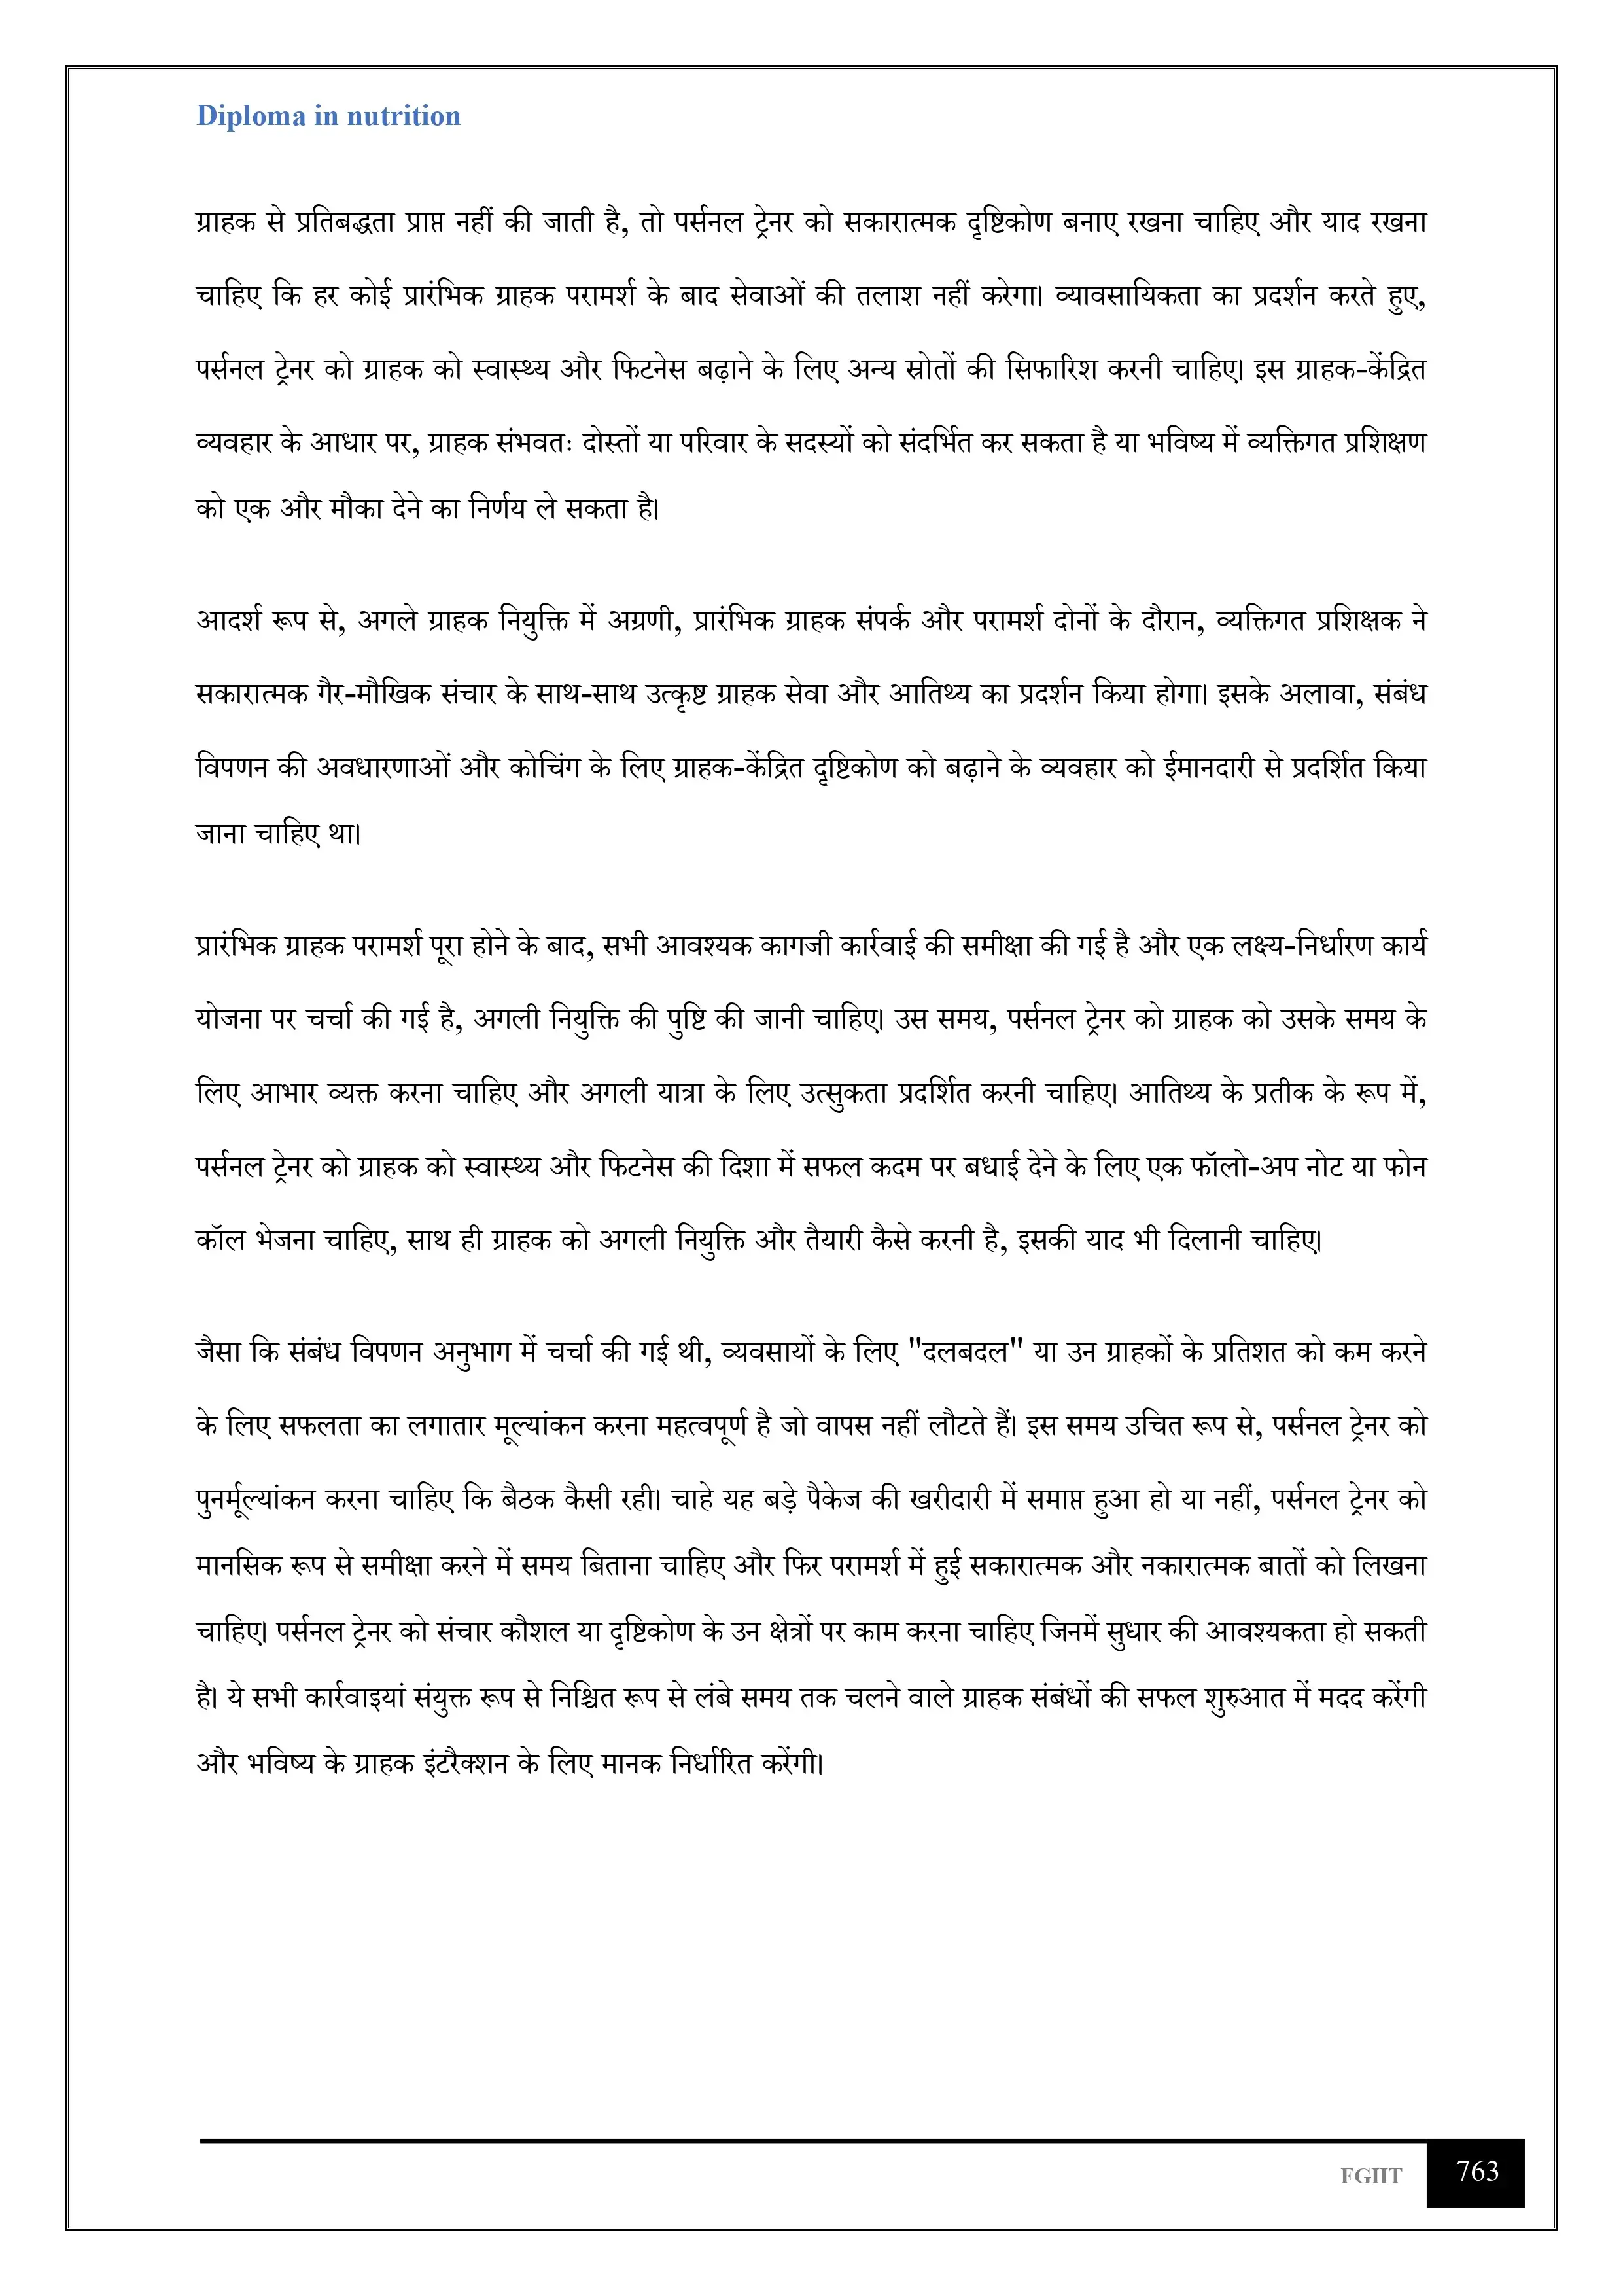 Diploma in nutrition
ग्राहक से प्रतिबद्धता प्राप्त नहीं की जाती है, तो पर्सनल ट्रेनर को सकारात्मक दृष्टिकोण बनाए रखना चाहिए और याद रखना
चाहिए कि हर कोई प्रारंभिक ग्राहक परामर्श के बाद सेवाओं की तलाश नहीं करेगा। व्यावसायिकता का प्रदर्शन करते हुए,
पर्सनल ट्रेनर को ग्राहक को स्वास्थ्य और फिटनेस बढ़ाने के लिए अन्य स्रोतों की सिफारिश करनी चाहिए। इस ग्राहक-केंद्रित
व्यवहार के आधार पर, ग्राहक संभवतः दोस्तों या परिवार के सदस्यों को संदर्भित कर सकता है या भविष्य में व्यक्तिगत प्रशिक्षण
को एक और मौका देने का निर्णय ले सकता है।
आदर्श रूप से, अगले ग्राहक नियुक्ति में अग्रणी, प्रारंभिक ग्राहक संपर्क और परामर्श दोनों के दौरान, व्यक्तिगत प्रशिक्षक ने
सकारात्मक गैर-मौखिक संचार के साथ-साथ उत्कृष्ट ग्राहक सेवा और आतिथ्य का प्रदर्शन किया होगा। इसके अलावा, संबंध
विपणन की अवधारणाओं और कोचिंग के लिए ग्राहक-केंद्रित दृष्टिकोण को बढ़ाने के व्यवहार को ईमानदारी से प्रदर्शित किया
जाना चाहिए था।
प्रारंभिक ग्राहक परामर्श पूरा होने के बाद, सभी आवश्यक कागजी कार्रवाई की समीक्षा की गई है और एक लक्ष्य-निर्धारण कार्य
योजना पर चर्चा की गई है, अगली नियुक्ति की पुष्टि की जानी चाहिए। उस समय, पर्सनल ट्रेनर को ग्राहक को उसके समय के
लिए आभार व्यक्त करना चाहिए और अगली यात्रा के लिए उत्सुकता प्रदर्शित करनी चाहिए। आतिथ्य के प्रतीक के रूप में,
पर्सनल ट्रेनर को ग्राहक को स्वास्थ्य और फिटनेस की दिशा में सफल कदम पर बधाई देने के लिए एक फॉलो-अप नोट या फोन
कॉल भेजना चाहिए, साथ ही ग्राहक को अगली नियुक्ति और तैयारी कैसे करनी है, इसकी याद भी दिलानी चाहिए।
जैसा कि संबंध विपणन अनुभाग में चर्चा की गई थी, व्यवसायों के लिए "दलबदल" या उन ग्राहकों के प्रतिशत को कम करने
के लिए सफलता का लगातार मूल्यांकन करना महत्वपूर्ण है जो वापस नहीं लौटते हैं। इस समय उचित रूप से, पर्सनल ट्रेनर को
पुनर्मूल्यांकन करना चाहिए कि बैठक कैसी रही। चाहे यह बड़े पैकेज की खरीदारी में समाप्त हुआ हो या नहीं, पर्सनल ट्रेनर को
मानसिक रूप से समीक्षा करने में समय बिताना चाहिए और फिर परामर्श में हुई सकारात्मक और नकारात्मक बातों को लिखना
चाहिए। पर्सनल ट्रेनर को संचार कौशल या दृष्टिकोण के उन क्षेत्रों पर काम करना चाहिए जिनमें सुधार की आवश्यकता हो सकती
है। ये सभी कार्रवाइयां संयुक्त रूप से निश्चित रूप से लंबे समय तक चलने वाले ग्राहक संबंधों की सफल शुरुआत में मदद करेंगी
और भविष्य के ग्राहक इंटरैक्शन के लिए मानक निर्धारित करेंगी।
FGIIT 763